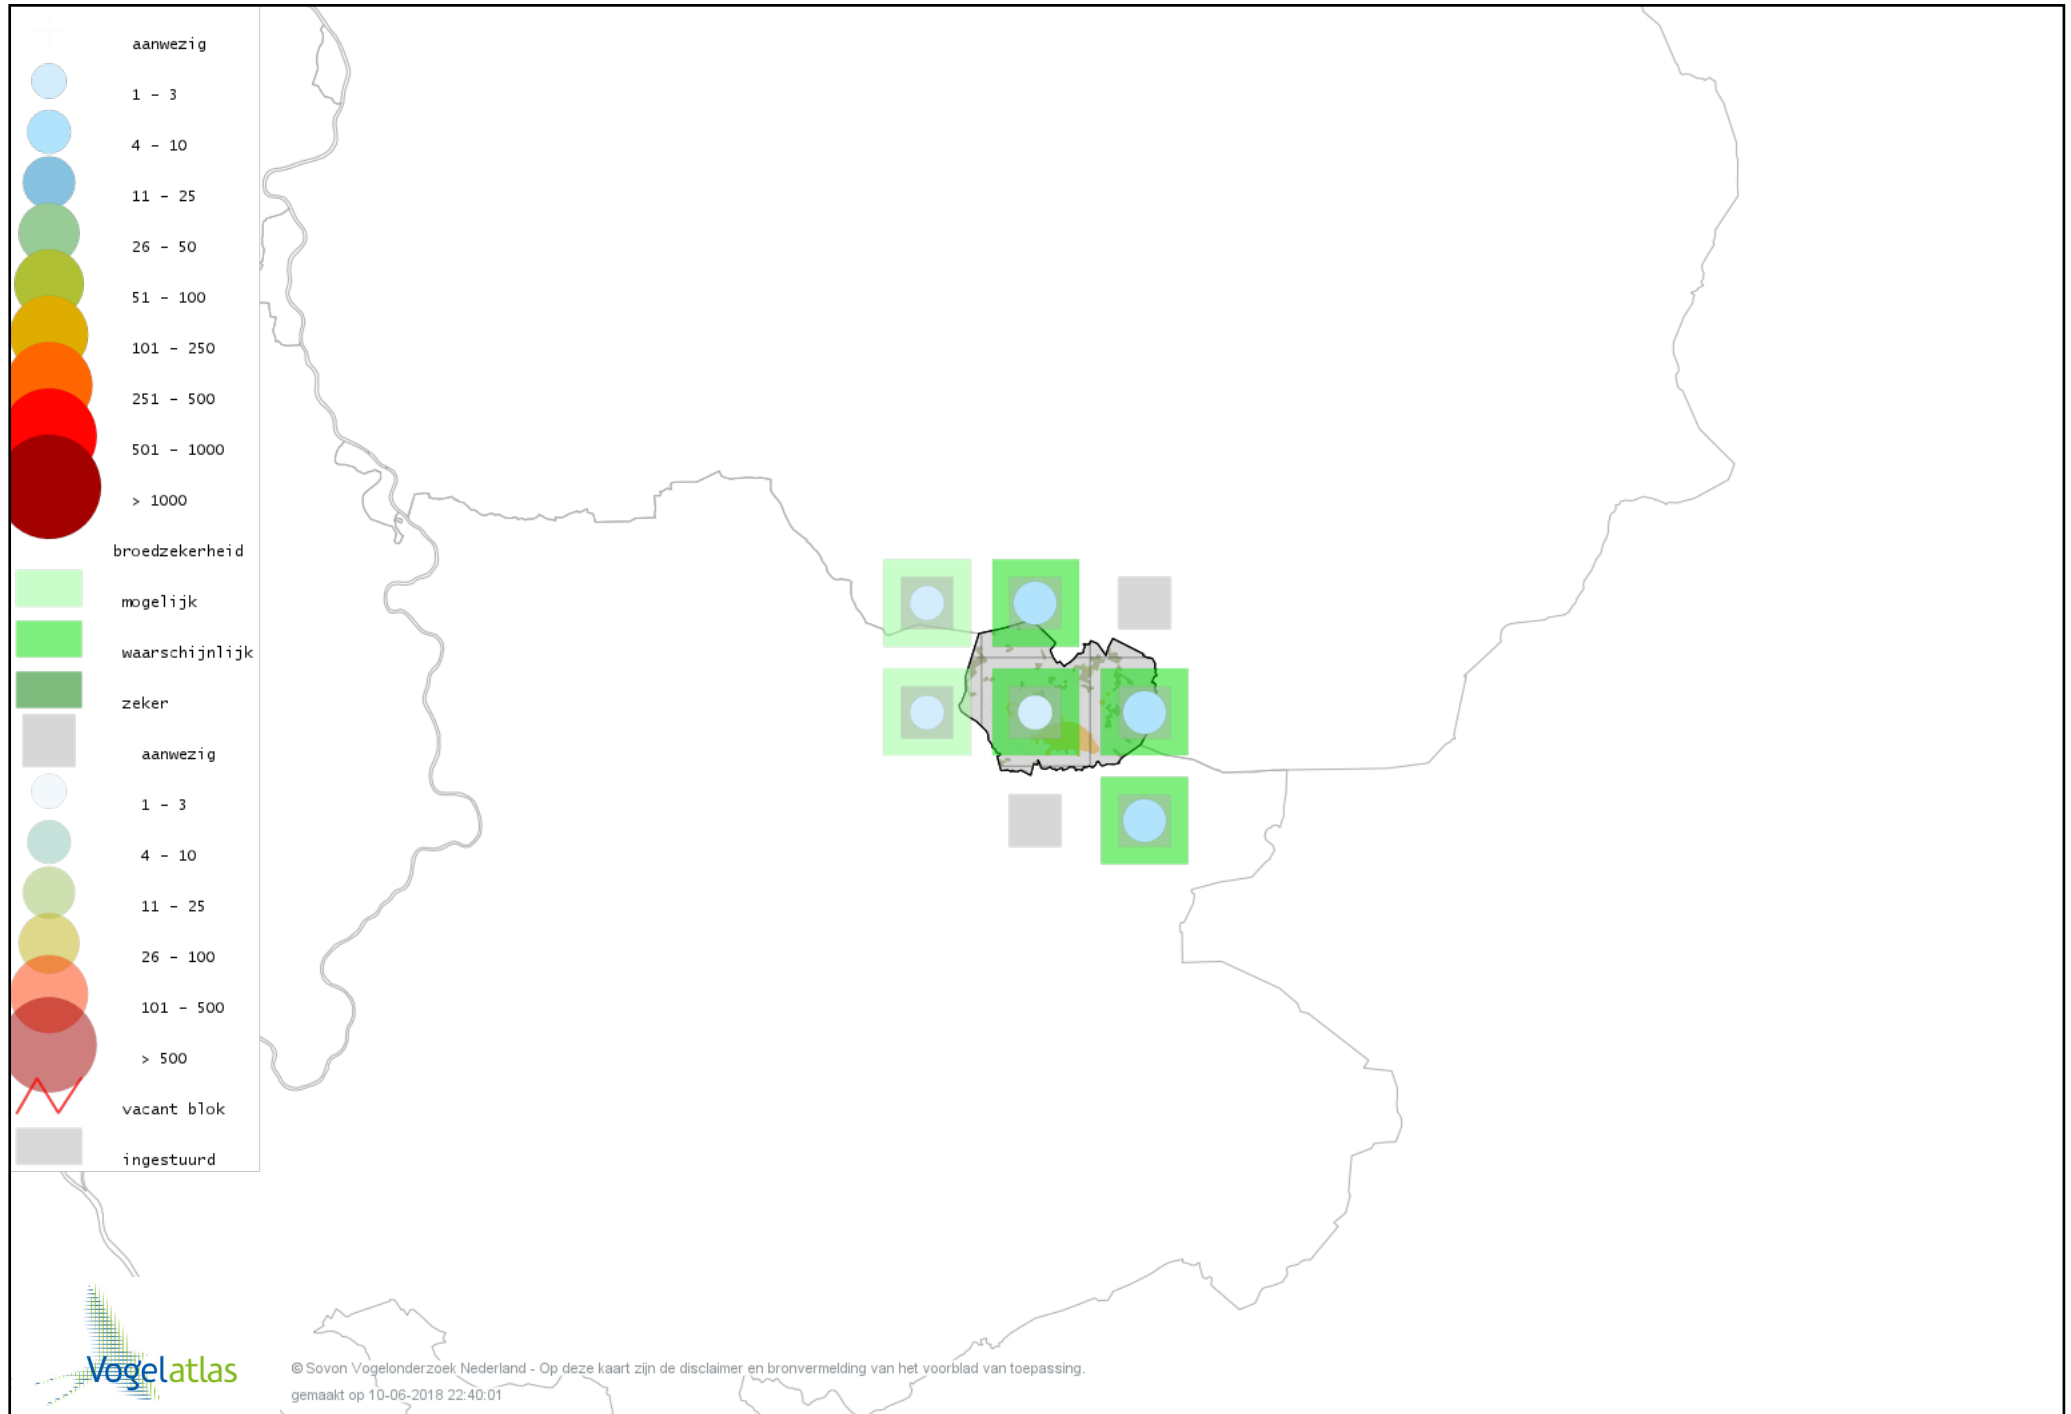 aanwezig
1 - 3
4 - 10
11 - 25
26 - 50
51 - 100
101 - 250
251 - 500
501 - 1000
> 1000
broedzekerheid
mogelijk
waarschijnlijk
zeker
aanwezig
1 - 3
4 - 10
11 - 25
26 - 100
101 - 500
> 500
vacant blok
ingestuurd
Vogelatlas
© Sovon Vogelonderzoek Nederland - Op deze kaart zijn de disclaimer en bronvermelding van het voorblad van toepassing.
gemaakt op 10-06-2018 22:40:01